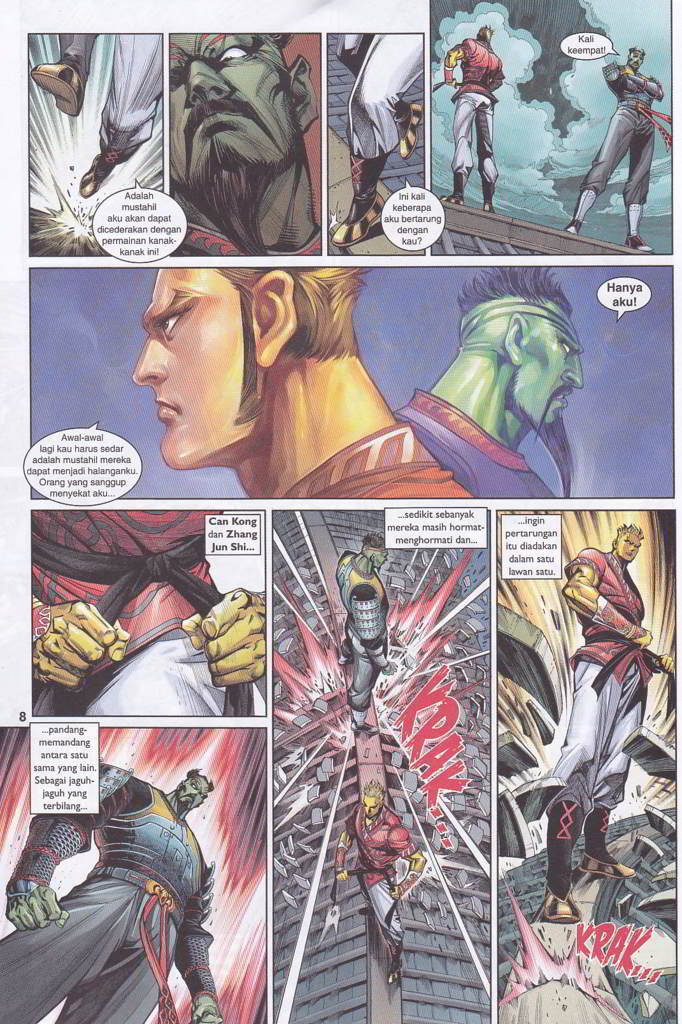 Adalah
mustahil
aku akan dapat
dicederakan dengan
permainan kanak-
kanak ini!
Ini kali
keberapa
aku bertarung
dengan
kau?
Kali
keempat!
Awal-awal
lagi kau harus sedar
adalah mustahil mereka
dapat menjadi halanganku.
Orang yang sanggup
menyekat aku...
Hanya
aku!
Can Kong
dan Zhang
Jun Shi...
...pandang-
memandang
antara satu
sama yang lain.
Sebagai jaguh-
jaguh yang
terbilang...
...sedikit sebanyak
mereka masih hormat-
menghormati dan...
KRAK...
...ingin
pertarungan
itu diadakan
dalam satu
lawan satu.
KRAK...
8